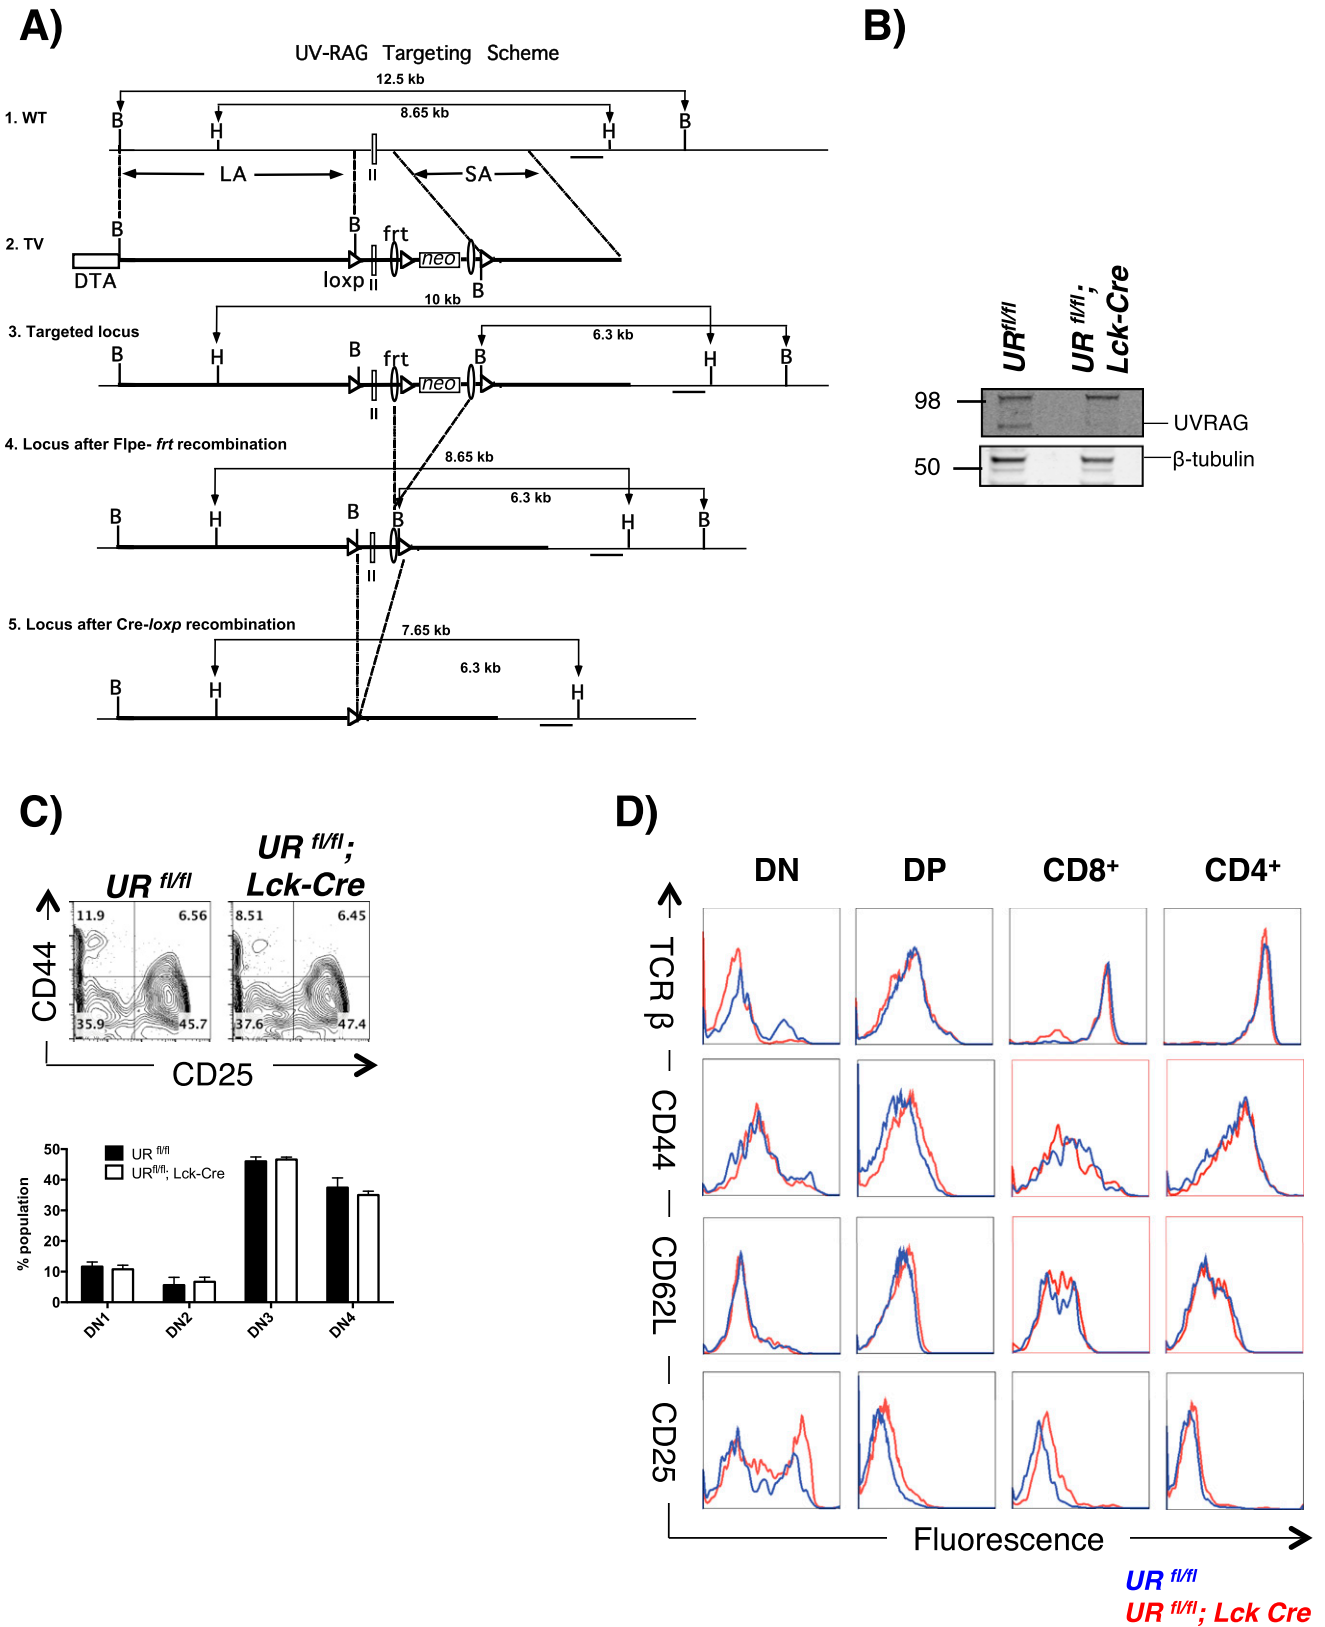 A)
UV-RAG Targeting Scheme
12.5 kb
8.65 kb
1. WT
B H H B
LA II SA
B B frt
2. TV
neo
DTA loxp II B
10 kb
3. Targeted locus
6.3 kb
B H B frt B H B
neo
II
4. Locus after Flpe- frt recombination
8.65 kb
6.3 kb
B H B B H B
II
5. Locus after Cre-loxp recombination
7.65 kb
6.3 kb
B H H
B)
UR fl/fl
UR fl/fl;
Lck-Cre
98
UVRAG
50
β-tubulin
C)
UR fl/fl
UR fl/fl;
Lck-Cre
11.9 6.56
35.9 45.7
8.51 6.45
37.6 47.4
CD44
CD25
UR fl/fl
URfl/fl; Lck-Cre
% population
50
40
30
20
10
0
DN1 DN2 DN3 DN4
D)
DN DP CD8+ CD4+
TCR β
CD44
CD62L
CD25
Fluorescence
UR fl/fl
UR fl/fl; Lck Cre